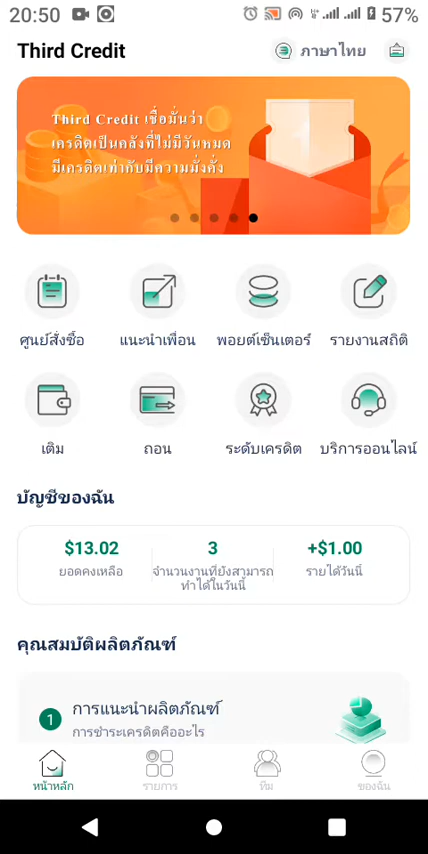 20:50
57%
Third Credit
ภาษาไทย
Third Credit เชื่อมั่นว่า
เครดิตเป็นคลังที่ไม่มีวันหมด
มีเครดิตเท่ากับมีความมั่งคั่ง
ศูนย์สั่งซื้อ
แนะนำเพื่อน
พอยต์เซ็นเตอร์
รายงานสถิติ
เติม
ถอน
ระดับเครดิต
บริการออนไลน์
บัญชีของฉัน
$13.02
3
+$1.00
ยอดคงเหลือ
จำนวนงานที่ยังสามารถ
ทำได้ในวันนี้
รายได้วันนี้
คุณสมบัติผลิตภัณฑ์
1
การแนะนำผลิตภัณฑ์
การชำระเครดิตคืออะไร
หน้าหลัก
รายการ
ทีม
ของฉัน